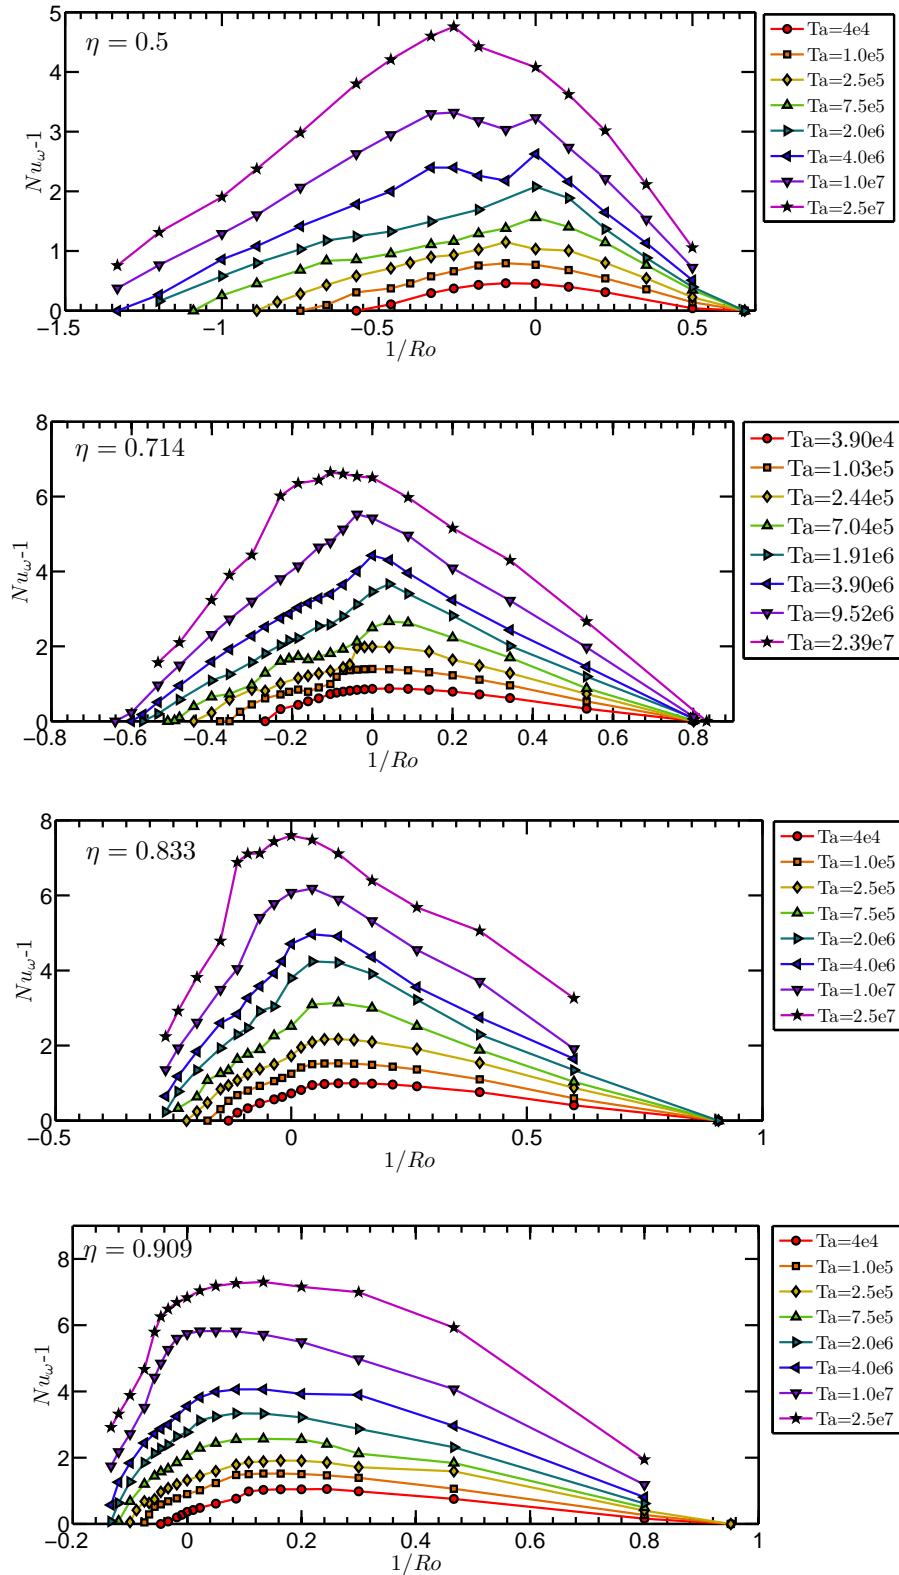 η = 0.5
5
4
3
2
1
0
−1.5
−1
−0.5
0
0.5
Nu_ω-1
1/Ro
Ta=4e4
Ta=1.0e5
Ta=2.5e5
Ta=7.5e5
Ta=2.0e6
Ta=4.0e6
Ta=1.0e7
Ta=2.5e7
η = 0.714
8
6
4
2
0
−0.8
−0.6
−0.4
−0.2
0
0.2
0.4
0.6
0.8
Nu_ω-1
1/Ro
Ta=3.90e4
Ta=1.03e5
Ta=2.44e5
Ta=7.04e5
Ta=1.91e6
Ta=3.90e6
Ta=9.52e6
Ta=2.39e7
η = 0.833
8
6
4
2
0
−0.5
0
0.5
1
Nu_ω-1
1/Ro
Ta=4e4
Ta=1.0e5
Ta=2.5e5
Ta=7.5e5
Ta=2.0e6
Ta=4.0e6
Ta=1.0e7
Ta=2.5e7
η = 0.909
8
6
4
2
0
−0.2
0
0.2
0.4
0.6
0.8
1
Nu_ω-1
1/Ro
Ta=4e4
Ta=1.0e5
Ta=2.5e5
Ta=7.5e5
Ta=2.0e6
Ta=4.0e6
Ta=1.0e7
Ta=2.5e7